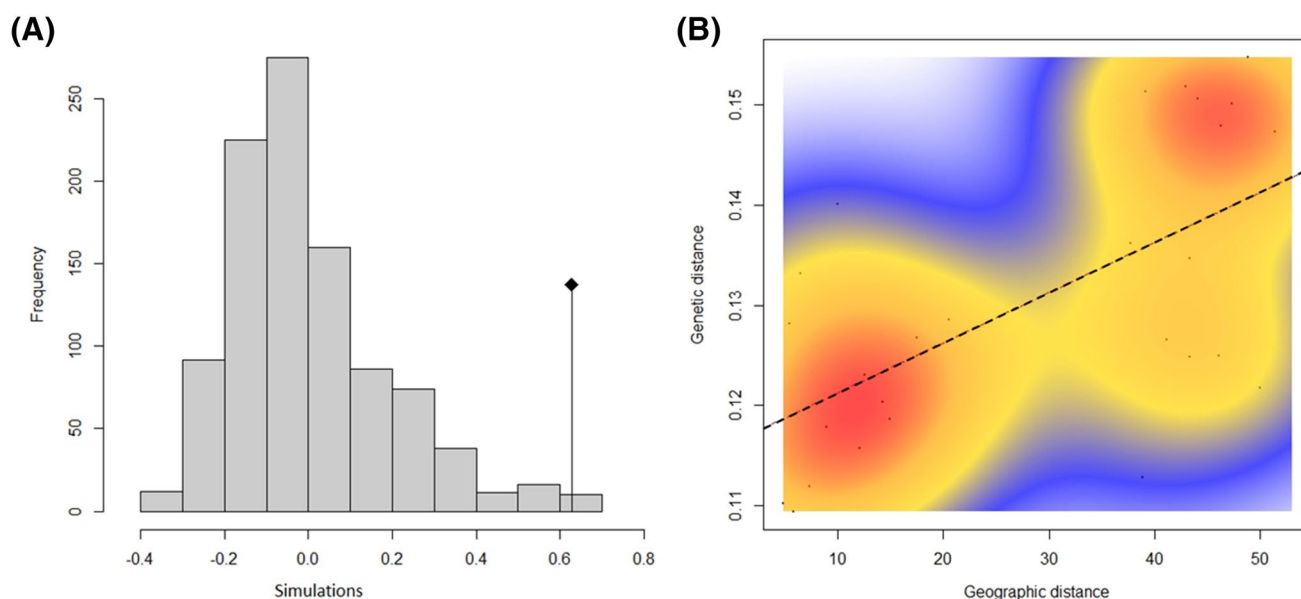 (A)
Frequency
250
200
150
100
50
0
-0.4 -0.2 0.0 0.2 0.4 0.6 0.8
Simulations
(B)
Genetic distance
0.15
0.14
0.13
0.12
0.11
10 20 30 40 50
Geographic distance